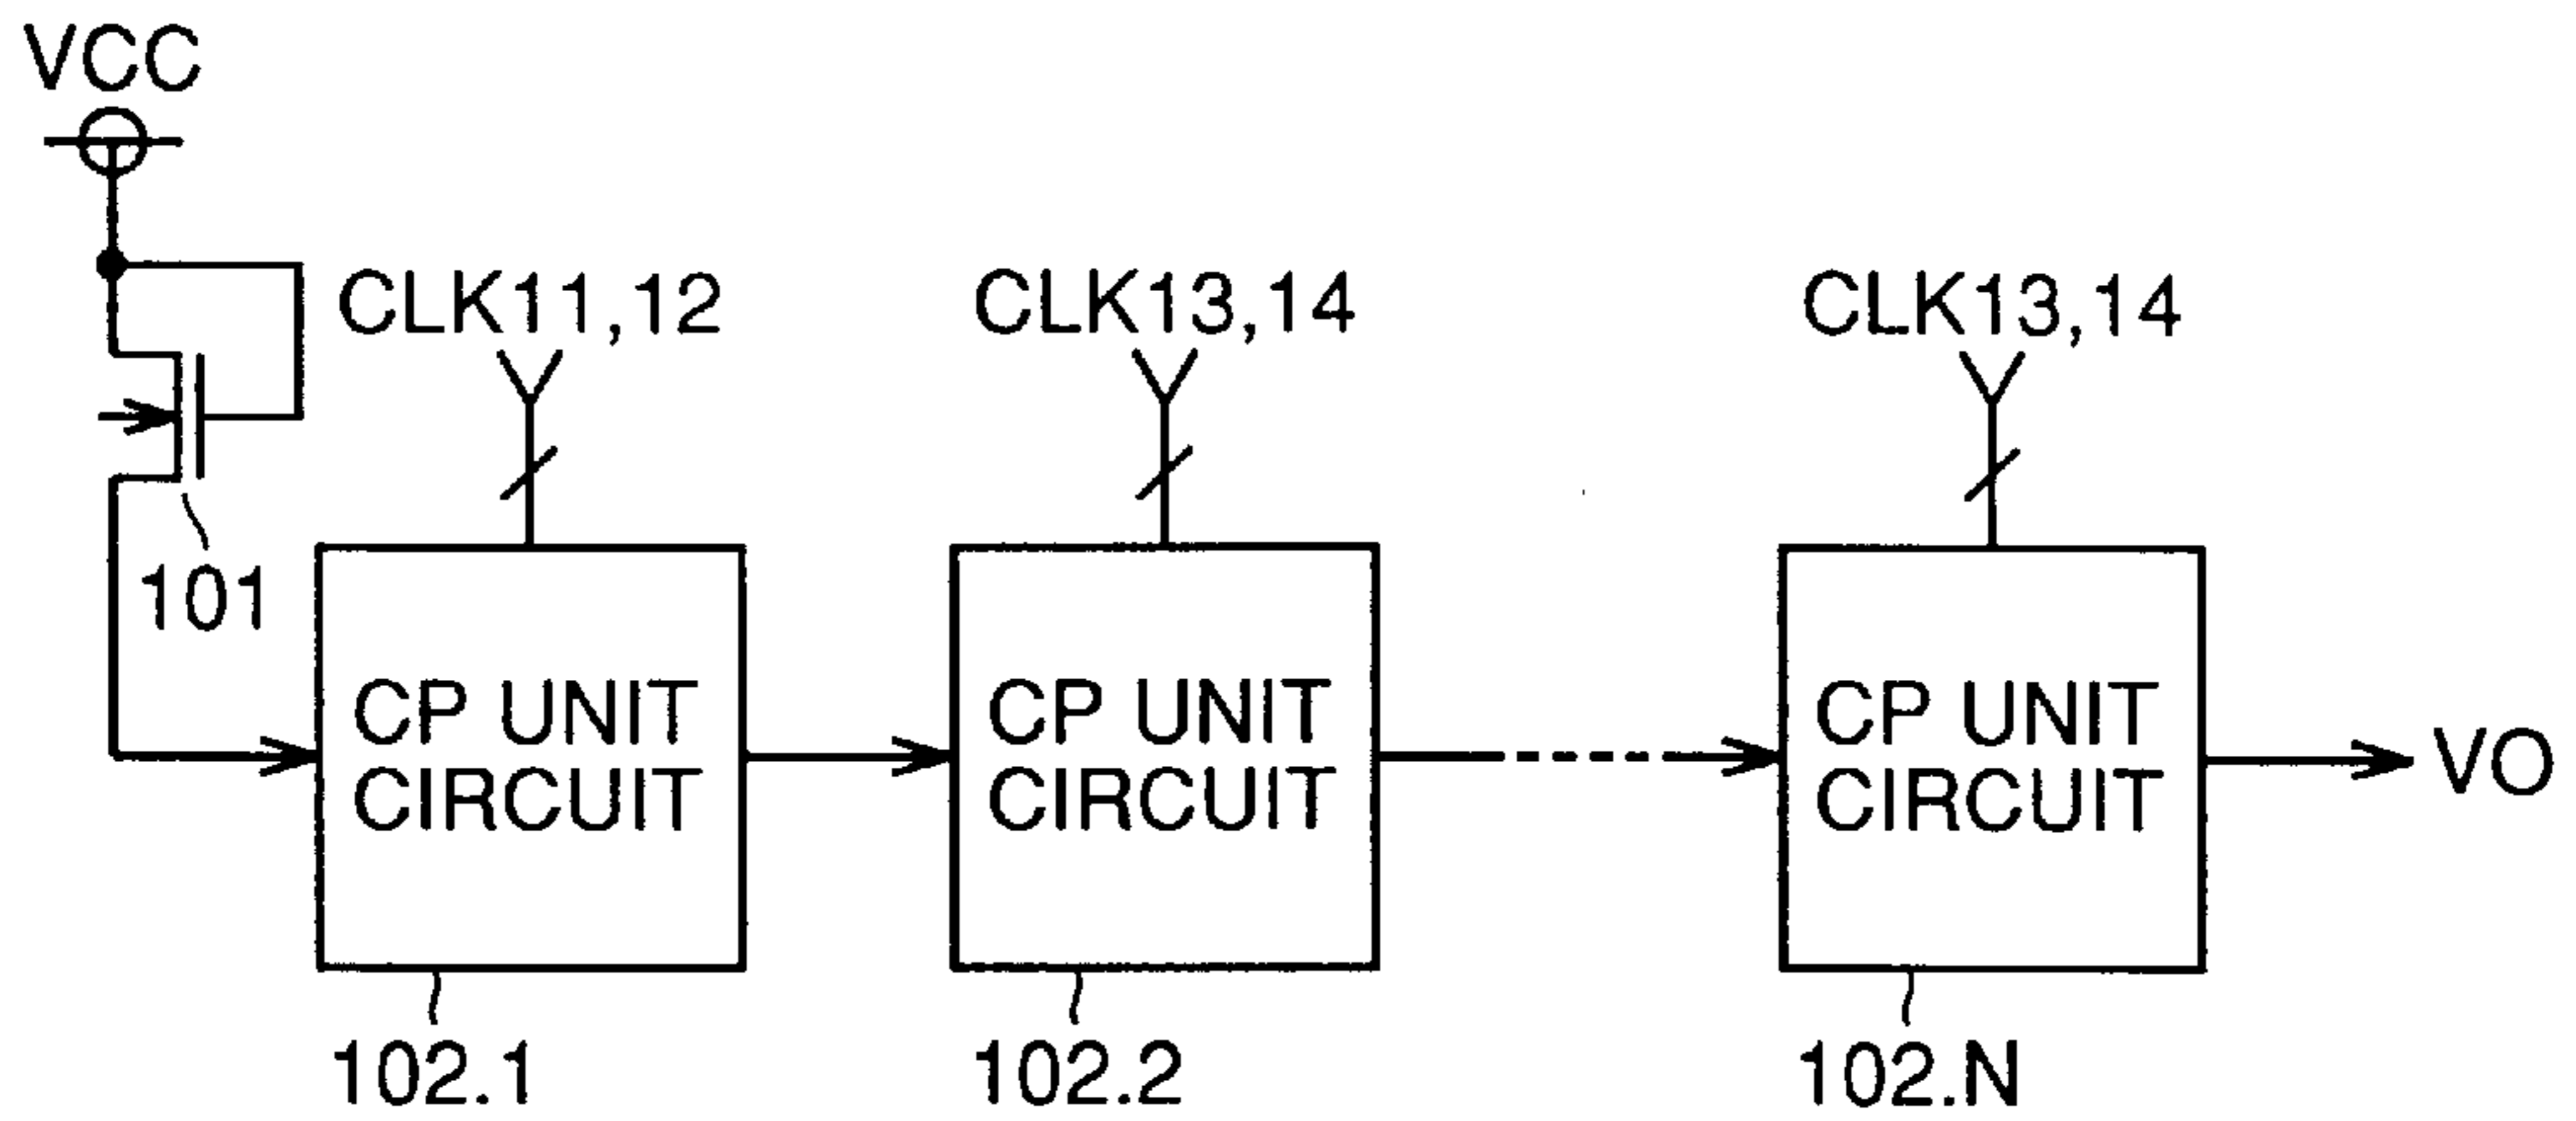 VCC
CLK11,12
CLK13,14
CLK13,14
101
CP UNIT
CIRCUIT
CP UNIT
CIRCUIT
CP UNIT
CIRCUIT
VO
102.1
102.2
102.N